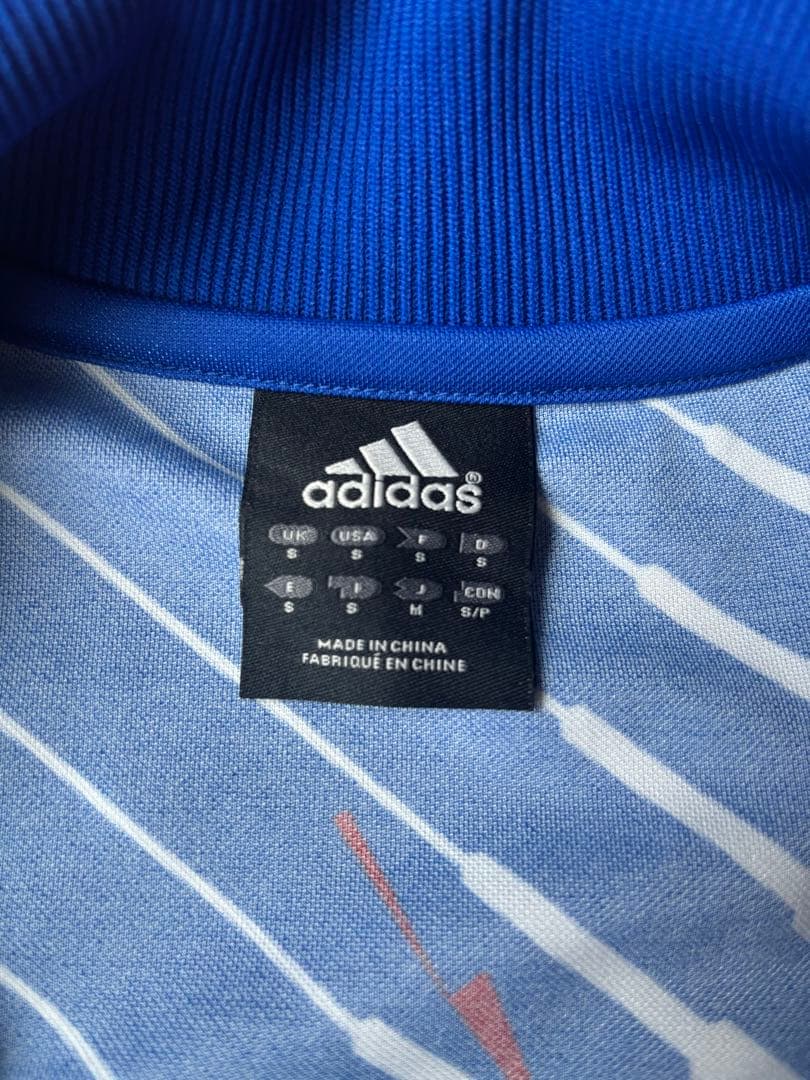 adidas®
UK USA F D
S S S S
E I J CDN
S S M S/P
MADE IN CHINA
FABRIQUÉ EN CHINE